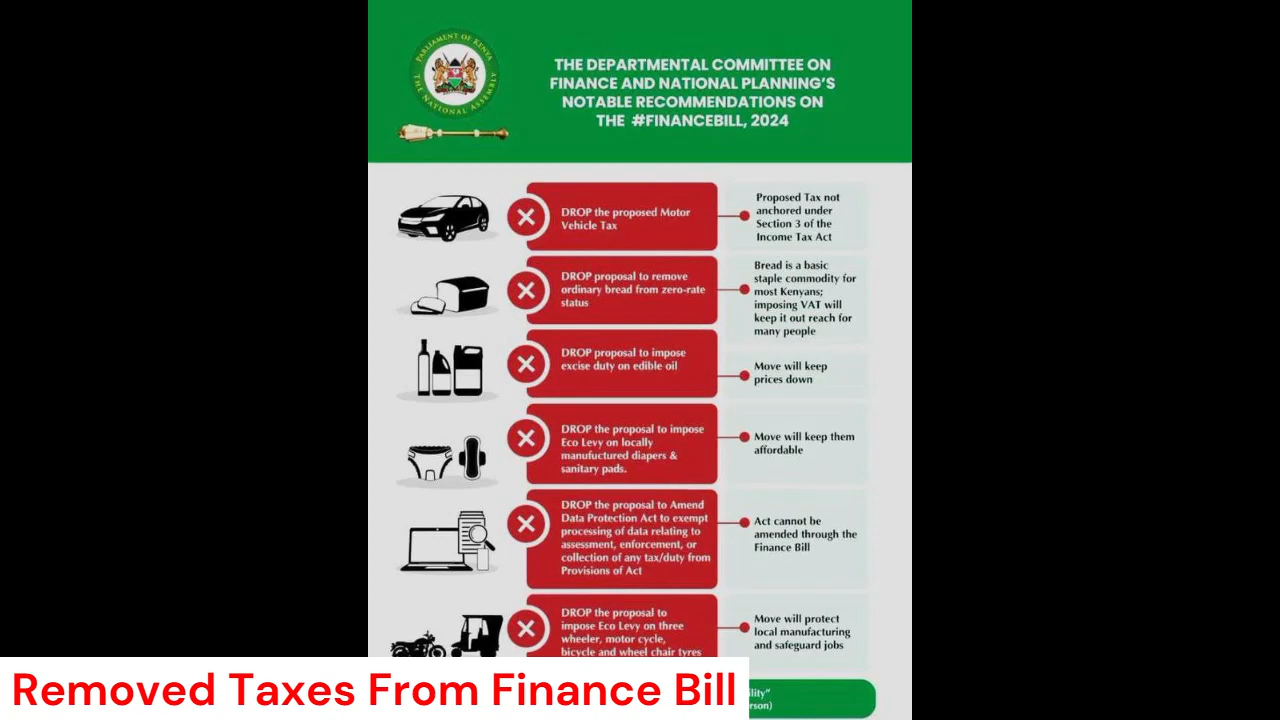 PARLIAMENT OF KENYA
THE NATIONAL ASSEMBLY
THE DEPARTMENTAL COMMITTEE ON
FINANCE AND NATIONAL PLANNING'S
NOTABLE RECOMMENDATIONS ON
THE #FINANCEBILL, 2024
DROP the proposed Motor
Vehicle Tax
Proposed Tax not
anchored under
Section 3 of the
Income Tax Act
DROP proposal to remove
ordinary bread from zero-rate
status
Bread is a basic
staple commodity for
most Kenyans;
imposing VAT will
keep it out reach for
many people
DROP proposal to impose
excise duty on edible oil
Move will keep
prices down
DROP the proposal to impose
Eco Levy on locally
manufuctured diapers &
sanitary pads.
Move will keep them
affordable
DROP the proposal to Amend
Data Protection Act to exempt
processing of data relating to
assessment, enforcement, or
collection of any tax/duty from
Provisions of Act
Act cannot be
amended through the
Finance Bill
DROP the proposal to
impose Eco Levy on three
wheeler, motor cycle,
bicycle and wheel chair tyres
Move will protect
local manufacturing
and safeguard jobs
Removed Taxes From Finance Bill